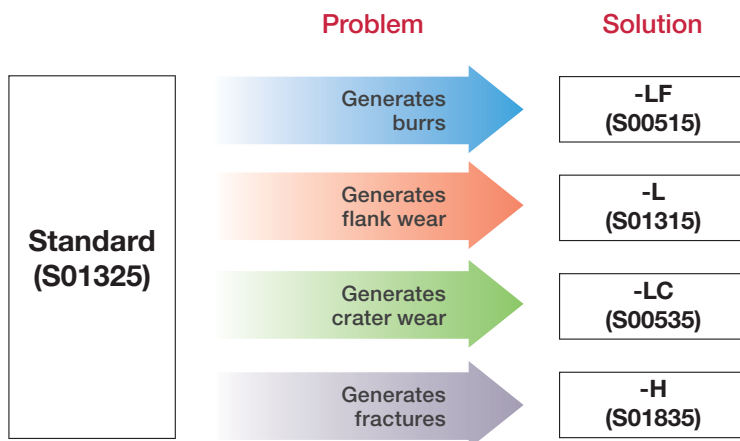 Problem
Solution
Standard
(S01325)
Generates
burrs
-LF
(S00515)
Generates
flank wear
-L
(S01315)
Generates
crater wear
-LC
(S00535)
Generates
fractures
-H
(S01835)